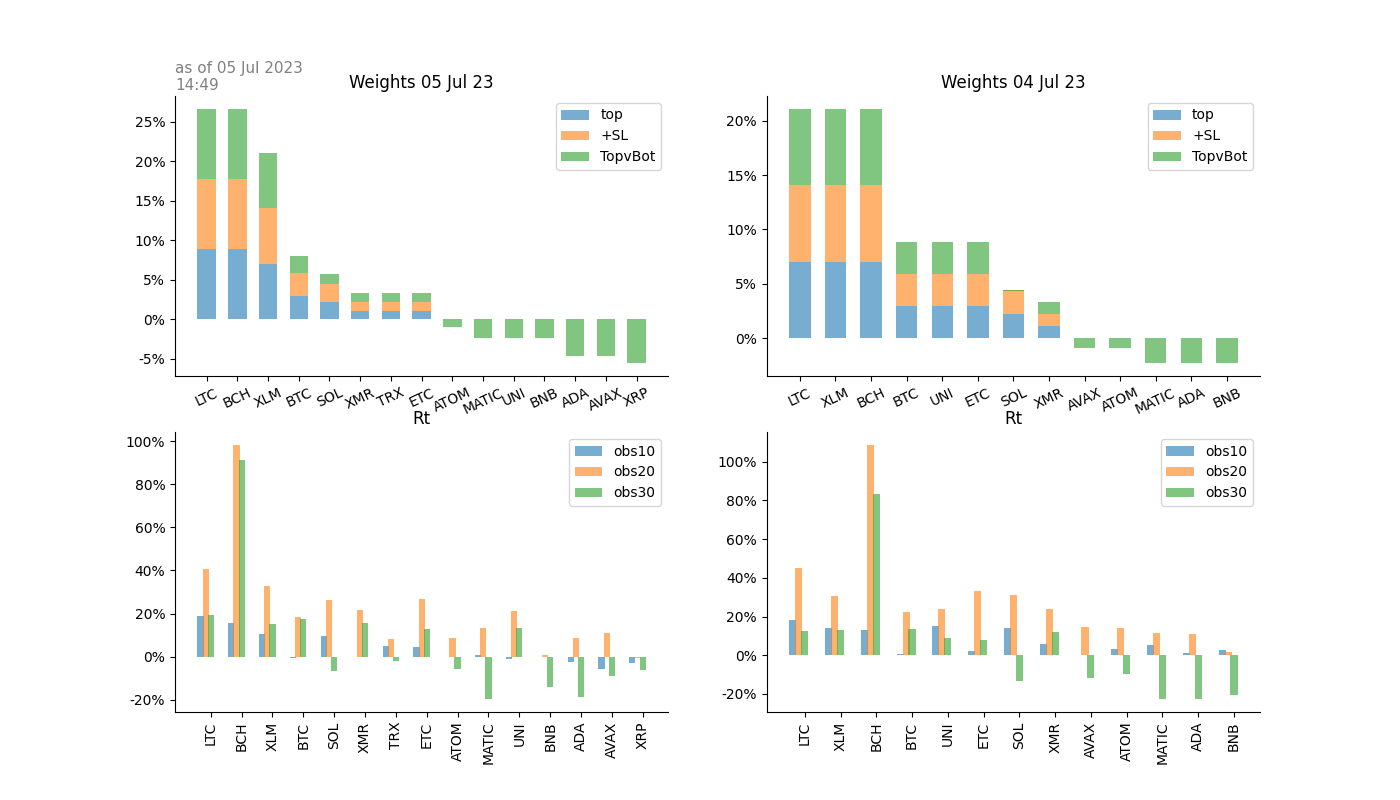 as of 05 Jul 2023
14:49
Weights 05 Jul 23
25%
20%
15%
10%
5%
0%
-5%
top
+SL
TopvBot
LTC BCH XLM BTC SOL XMR TRX ETC ATOM MATIC UNI BNB ADA AVAX XRP
Weights 04 Jul 23
20%
15%
10%
5%
0%
top
+SL
TopvBot
LTC XLM BCH BTC UNI ETC SOL XMR AVAX ATOM MATIC ADA BNB
Rt
100%
80%
60%
40%
20%
0%
-20%
obs10
obs20
obs30
LTC BCH XLM BTC SOL XMR TRX ETC ATOM MATIC UNI BNB ADA AVAX XRP
Rt
100%
80%
60%
40%
20%
0%
-20%
obs10
obs20
obs30
LTC XLM BCH BTC UNI ETC SOL XMR AVAX ATOM MATIC ADA BNB